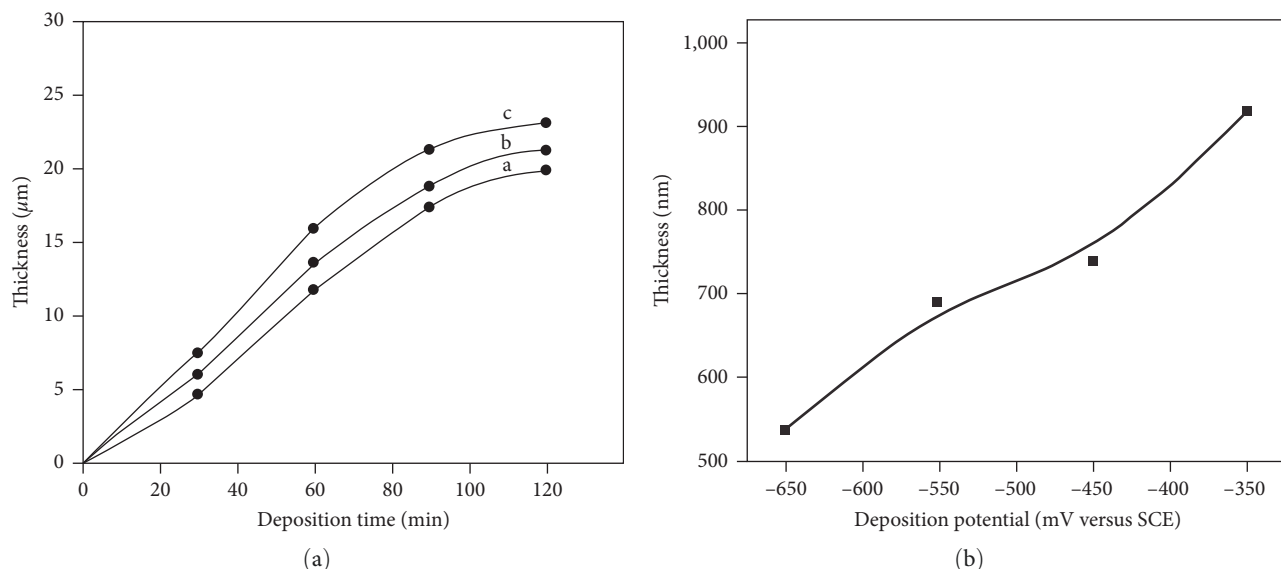 30
25
20
15
10
5
0
Thickness (μm)
c
b
a
0 20 40 60 80 100 120
Deposition time (min)
(a)
1,000
900
800
700
600
500
Thickness (nm)
−650 −600 −550 −500 −450 −400 −350
Deposition potential (mV versus SCE)
(b)